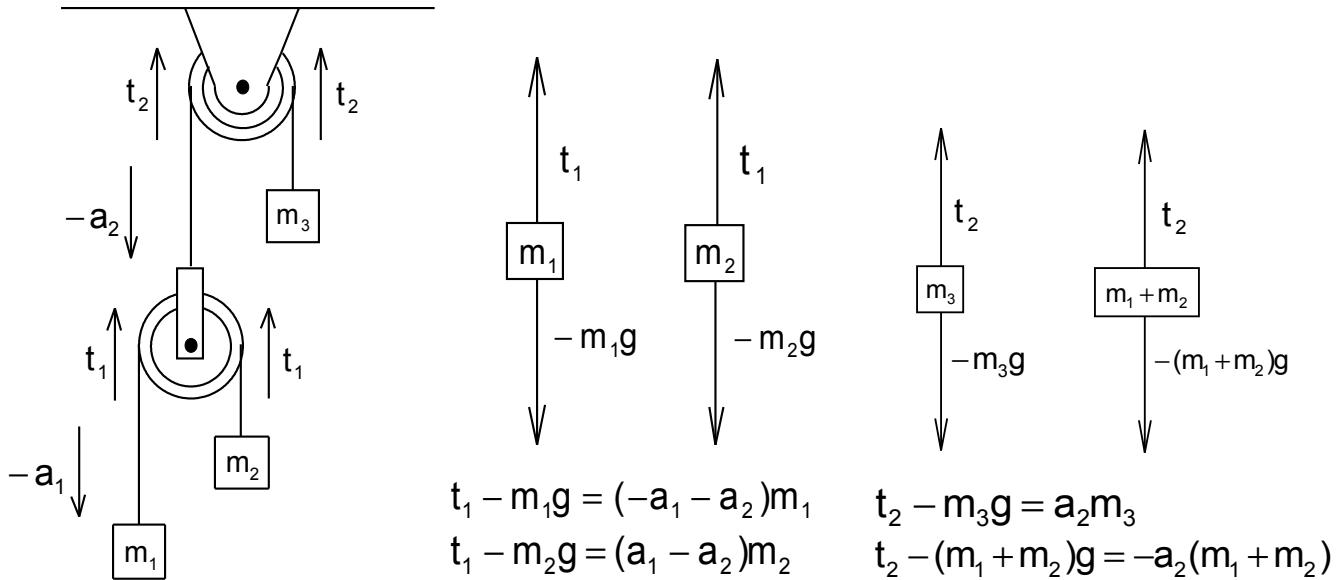 t₂
t₂
– a₂
m₃
t₁
t₁
– a₁
m₂
m₁
t₁
m₁
– m₁g
t₁
m₂
– m₂g
t₂
m₃
– m₃g
t₂
m₁ + m₂
– (m₁ + m₂)g
t₁ – m₁g = (–a₁ – a₂)m₁
t₁ – m₂g = (a₁ – a₂)m₂
t₂ – m₃g = a₂m₃
t₂ – (m₁ + m₂)g = –a₂(m₁ + m₂)